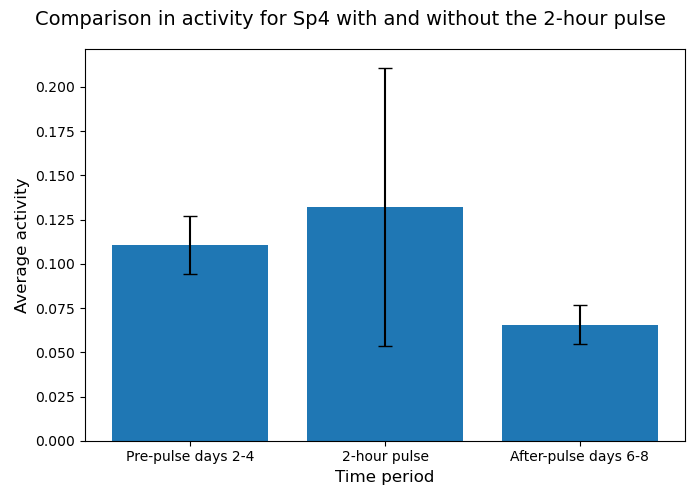 Comparison in activity for Sp4 with and without the 2-hour pulse
Average activity
0.200
0.175
0.150
0.125
0.100
0.075
0.050
0.025
0.000
Pre-pulse days 2-4
2-hour pulse
After-pulse days 6-8
Time period